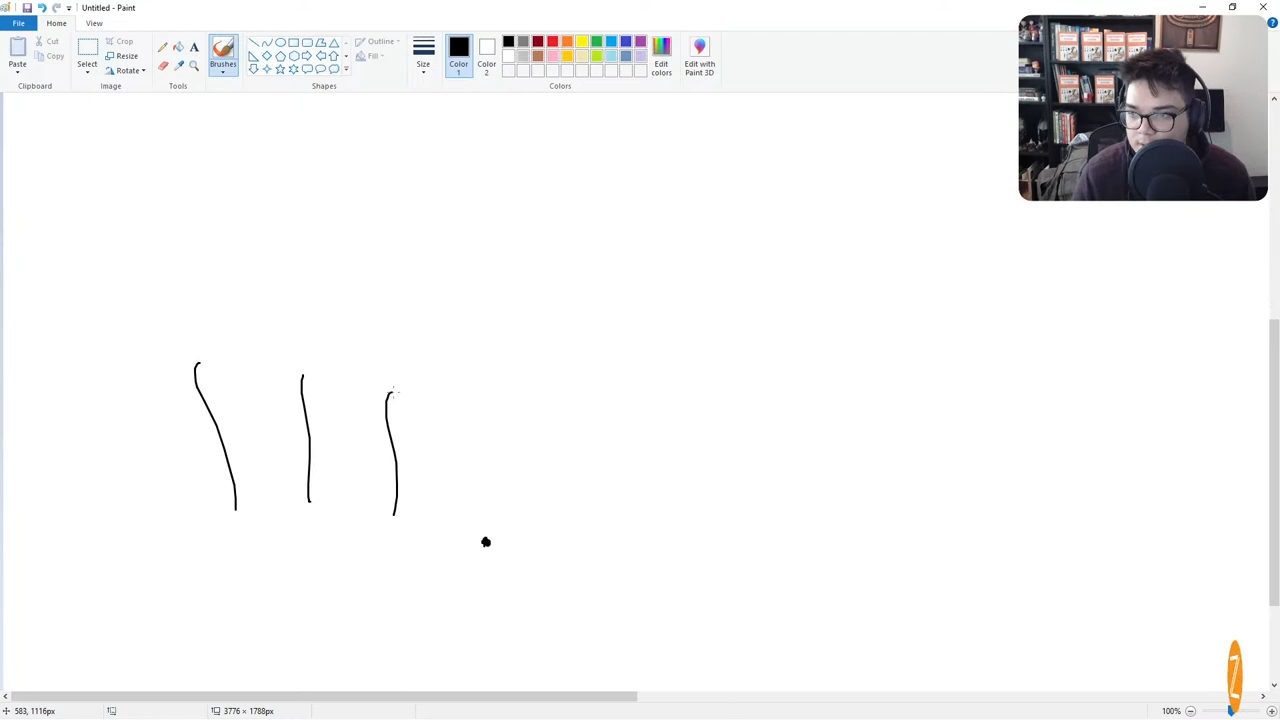 Untitled - Paint
File
Home
View
Paste
Cut
Copy
Clipboard
Select
Crop
Resize
Rotate
Image
A
Tools
Brushes
Outline
Fill
Shapes
Size
Color 1
Color 2
Edit colors
Colors
Edit with Paint 3D
583, 1116px
3776 × 1788px
100%
Z